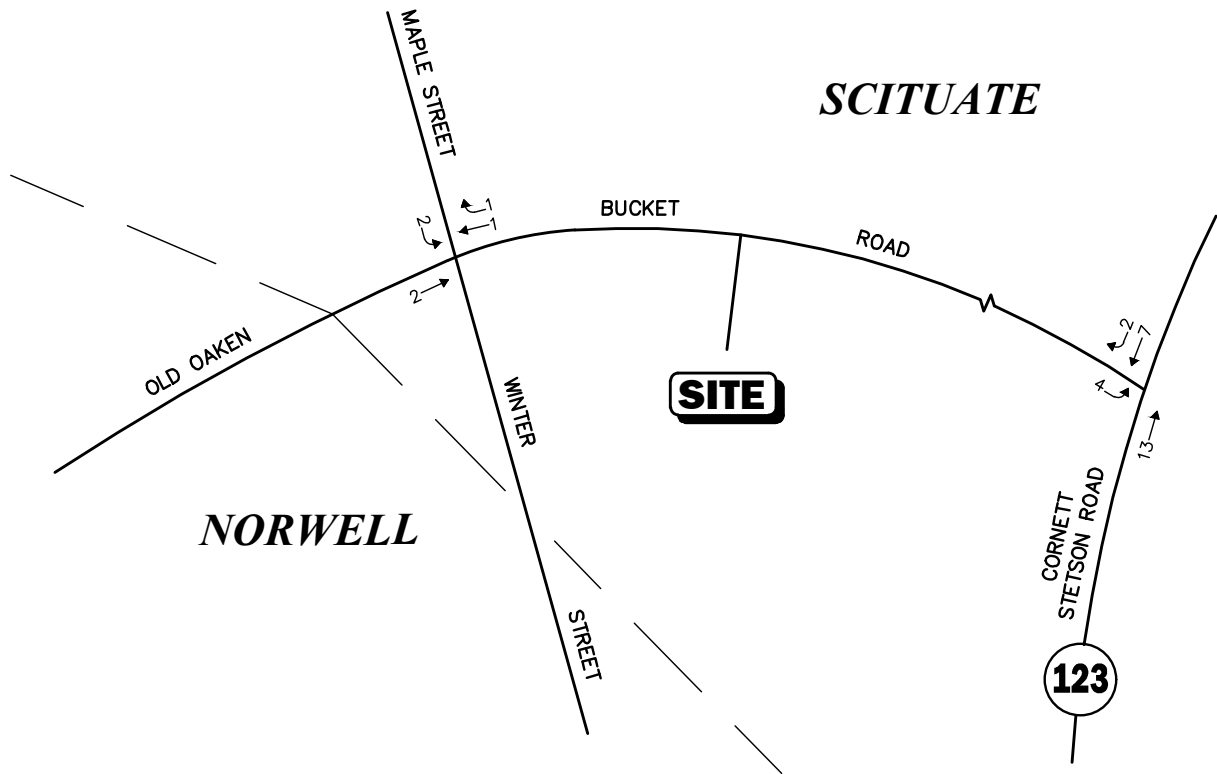 MAPLE STREET
SCITUATE
BUCKET
ROAD
1
1
2
2
OLD OAKEN
2
7
4
13
SITE
WINTER
STREET
NORWELL
CORNETT
STETSON ROAD
123